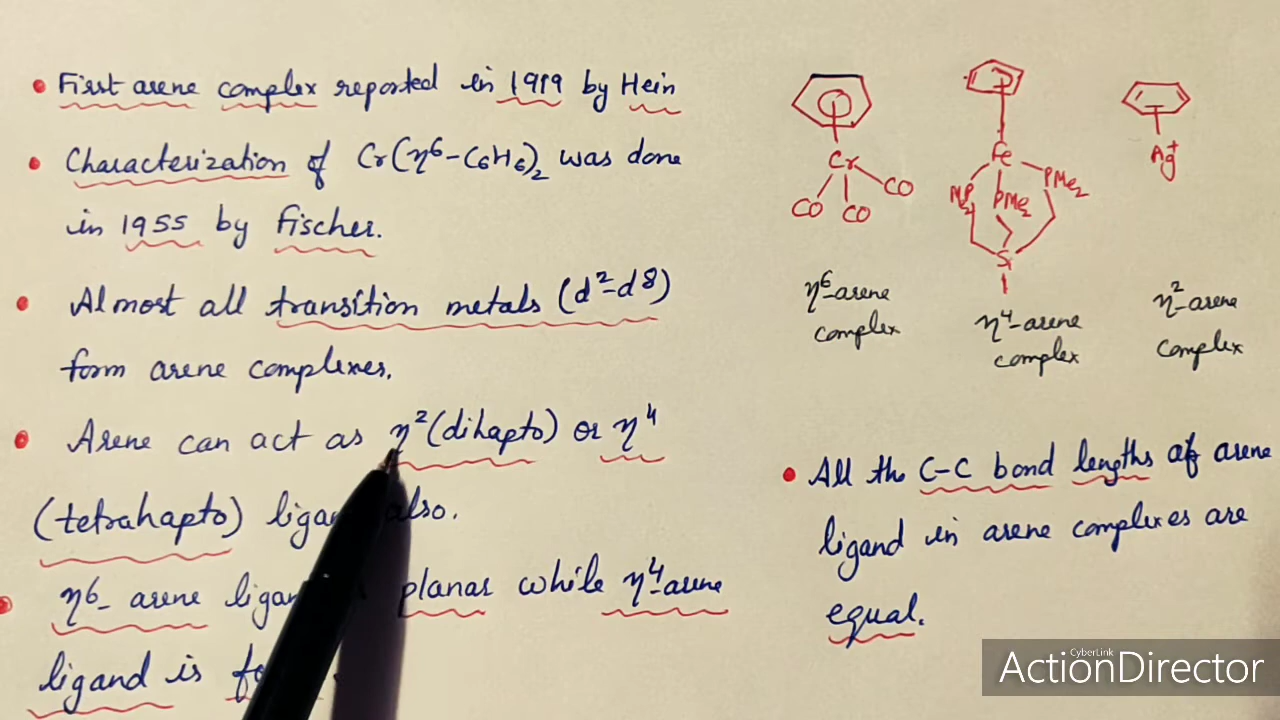 First arene complex reported in 1919 by Hein
Characterization of Cr(η⁶-C6H6)₂ was done
in 1955 by Fischer.
Almost all transition metals (d²-d⁸)
form arene complexes.
Arene can act as η²(dihapto) or η⁴
(tetrahapto) also.
η⁶- arene planar while η⁴-arene
ligand is
Cr
CO CO CO
Fe
PMe₂ PMe₂
Si
Ag⁺
η⁶-arene
complex
η⁴-arene
complex
η²-arene
complex
All the C-C bond lengths of arene
ligand in arene complexes are
equal.
CyberLink
ActionDirector